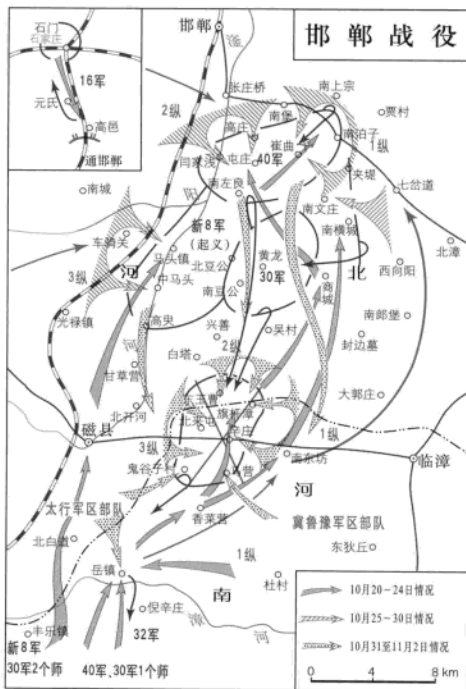 邯郸战役
石门
石家庄
16军
元氏
高邑
通邯郸
邯郸
滏
张庄桥
南上宗
贾村
2纵
南堡
高庄
南泊子
崔曲
1纵
闫家浅
屯庄
40军
夹堤
南城
阳
南左良
南文庄
七岔道
新8军
(起义)
南横城
车骑关
马头镇
黄龙
北漳
河
北豆公
30军
北
西向阳
3纵
中马头
南豆公
商城
光禄镇
高臾
兴善
吴村
南郎堡
河
2纵
封边墓
白塔
甘草营
大郭庄
北开河
旗杆漳
磁县
辛庄
1纵
3纵
南东坊
临漳
鬼谷子
河
太行军区部队
香菜营
冀鲁豫军区部队
北白道
东狄丘
1纵
岳镇
杜村
南
倪辛庄
漳
丰乐镇
32军
河
新8军
30军2个师
40军、30军1个师
10月20~24日情况
10月25~30日情况
10月31至11月2日情况
0 4 8 km